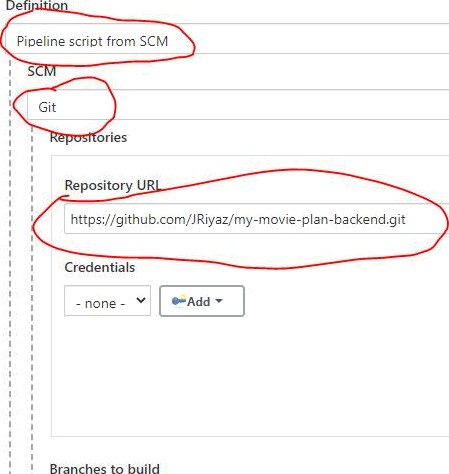 Definition
Pipeline script from SCM
SCM
Git
Repositories
Repository URL
https://github.com/JRiyaz/my-movie-plan-backend.git
Credentials
- none -
Add
Branches to build